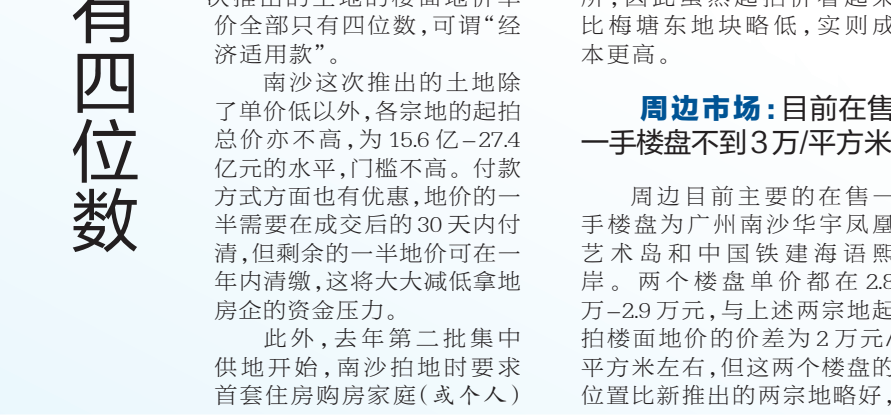 有四位数
次推出的土地的楼面地价单
价全部只有四位数,可谓“经
济适用款”。
南沙这次推出的土地除
了单价低以外,各宗地的起拍
总价亦不高,为 15.6 亿-27.4
亿元的水平,门槛不高。付款
方式方面也有优惠,地价的一
半需要在成交后的 30 天内付
清,但剩余的一半地价可在一
年内清缴,这将大大减低拿地
房企的资金压力。
此外,去年第二批集中
供地开始,南沙拍地时要求
首套住房购房家庭(或个人)
所,因此虽然起拍价看起来
比梅塘东地块略低,实则成
本更高。
周边市场:目前在售
一手楼盘不到3万/平方米
周边目前主要的在售一
手楼盘为广州南沙华宇凤凰
艺术岛和中国铁建海语熙
岸。两个楼盘单价都在 2.8
万-2.9 万元,与上述两宗地起
拍楼面地价的价差为 2 万元/
平方米左右,但这两个楼盘的
位置比新推出的两宗地略好,